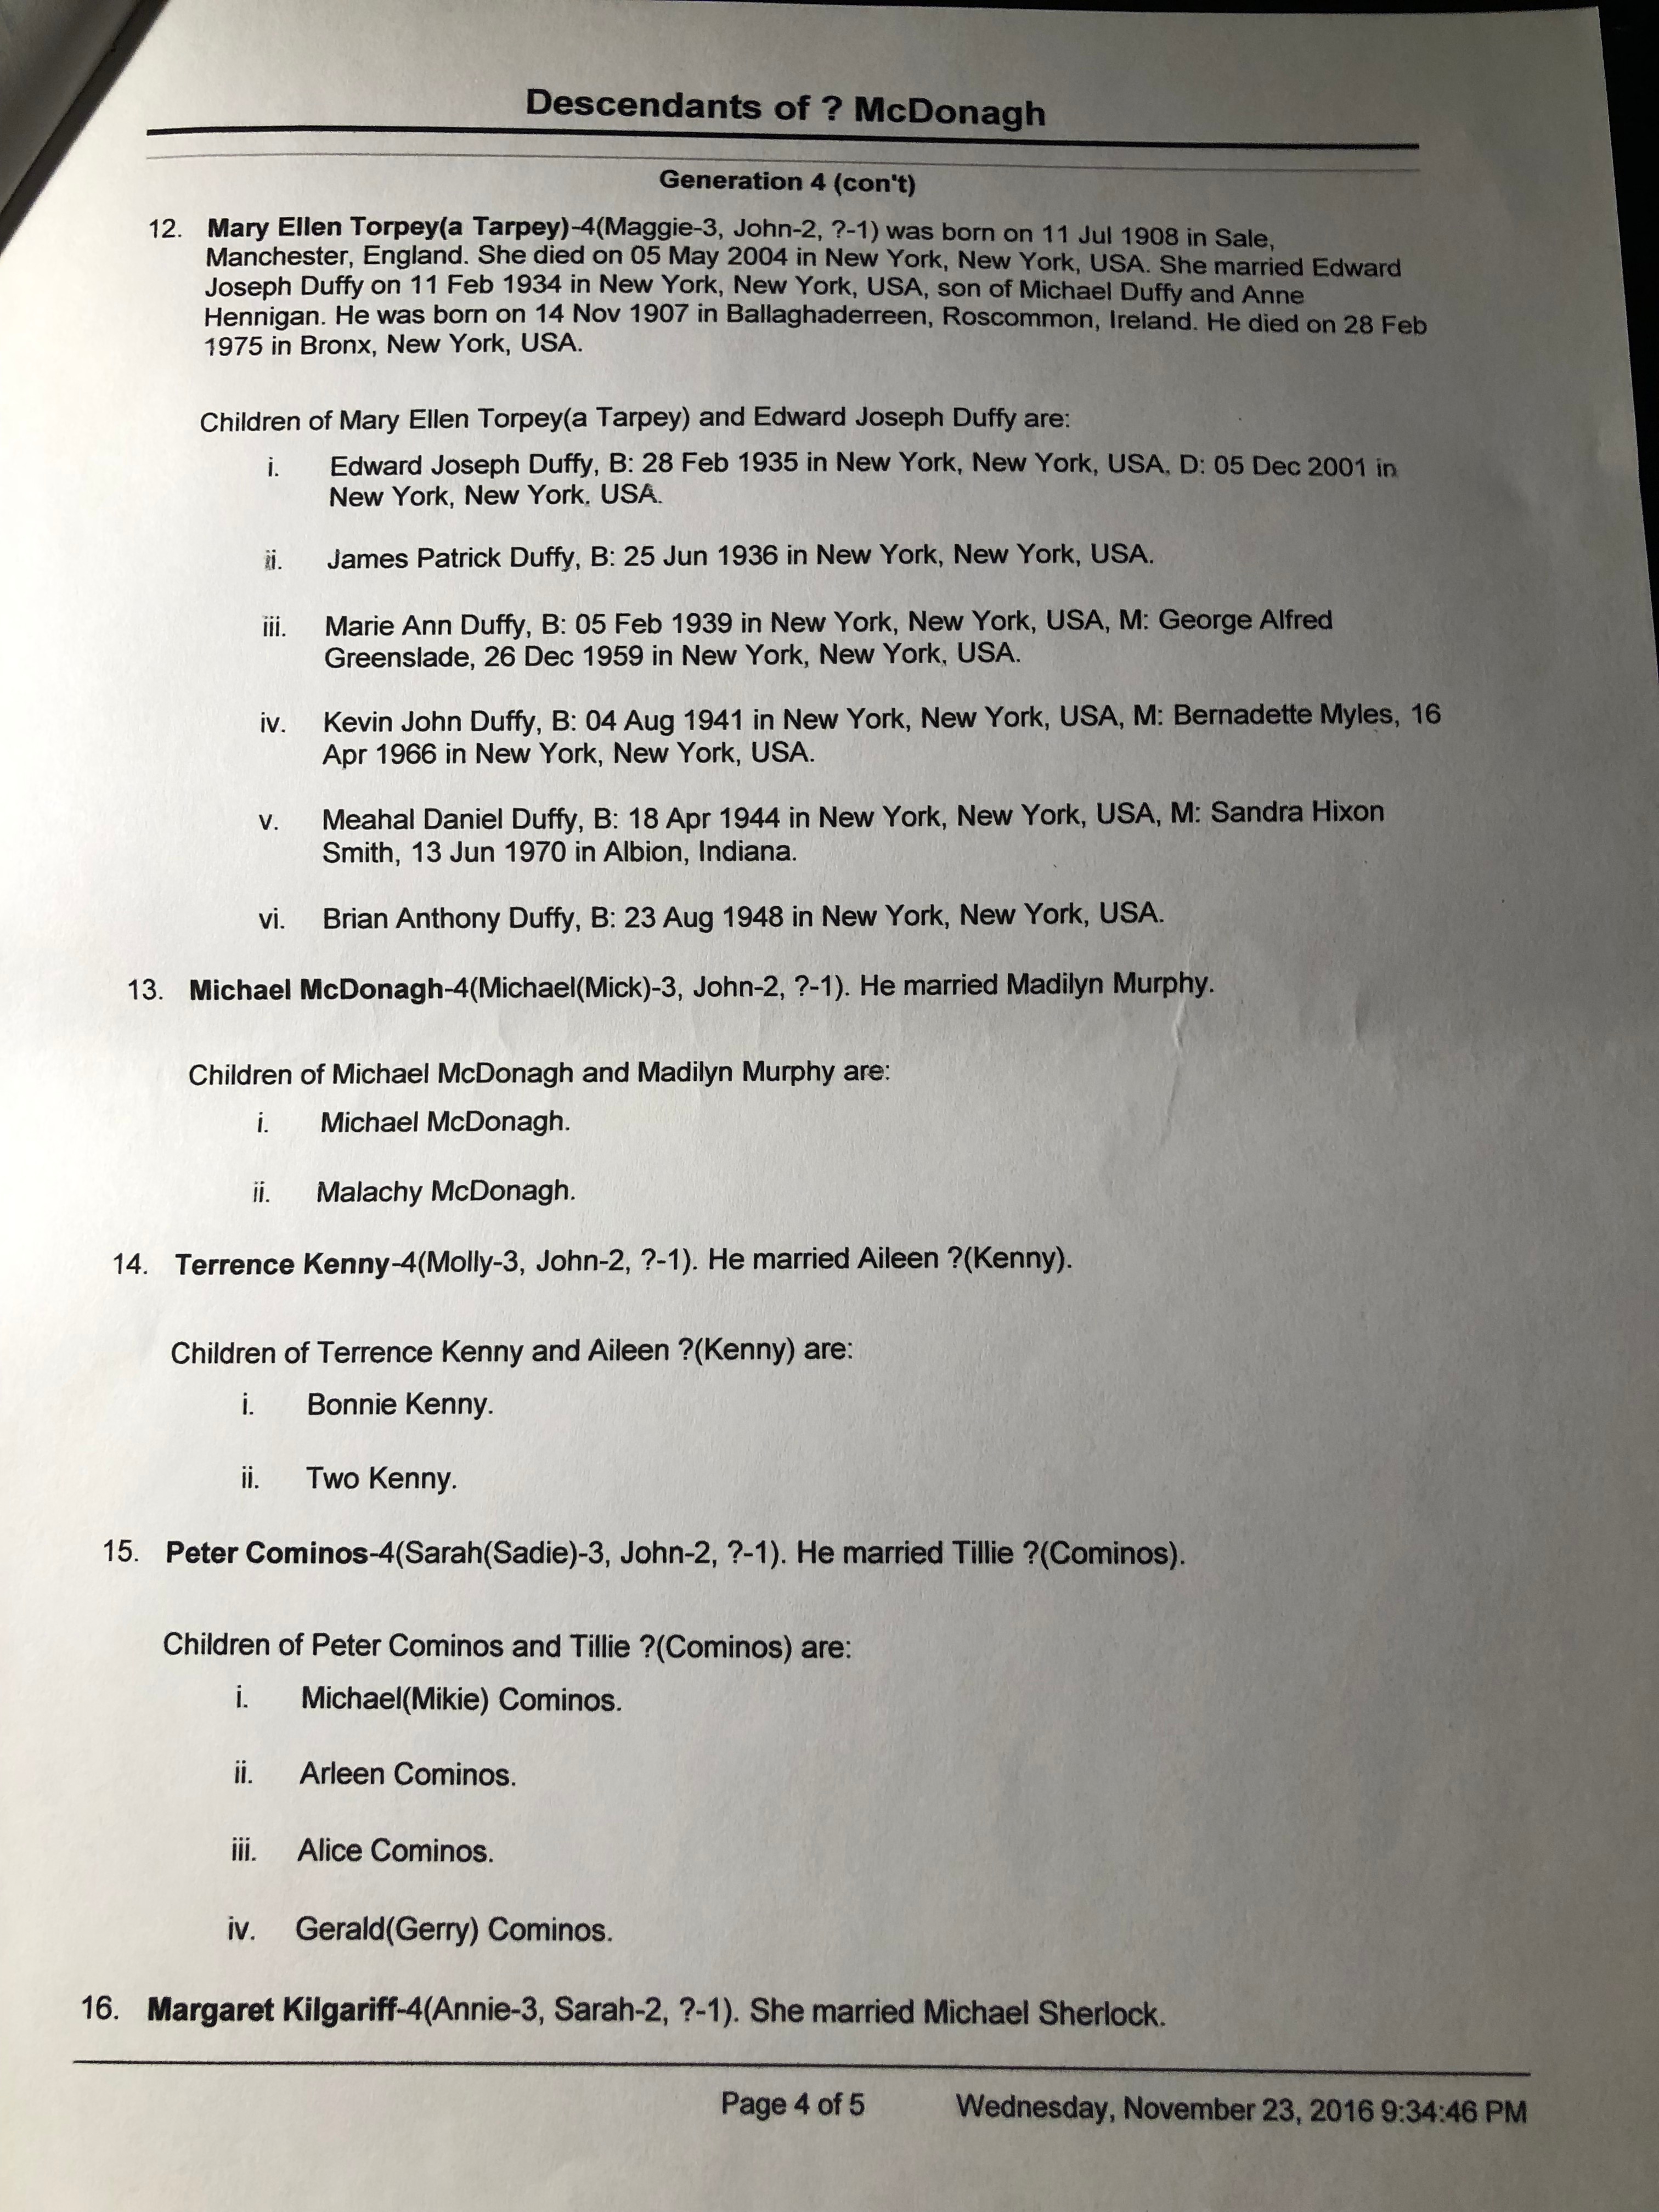 Descendants of ? McDonagh
Generation 4 (con't)
12. Mary Ellen Torpey(a Tarpey)-4(Maggie-3, John-2, ?-1) was born on 11 Jul 1908 in Sale,
Manchester, England. She died on 05 May 2004 in New York, New York, USA. She married Edward
Joseph Duffy on 11 Feb 1934 in New York, New York, USA, son of Michael Duffy and Anne
Hennigan. He was born on 14 Nov 1907 in Ballaghaderreen, Roscommon, Ireland. He died on 28 Feb
1975 in Bronx, New York, USA.
Children of Mary Ellen Torpey(a Tarpey) and Edward Joseph Duffy are:
i. Edward Joseph Duffy, B: 28 Feb 1935 in New York, New York, USA, D: 05 Dec 2001 in
New York, New York, USA.
ii. James Patrick Duffy, B: 25 Jun 1936 in New York, New York, USA.
iii. Marie Ann Duffy, B: 05 Feb 1939 in New York, New York, USA, M: George Alfred
Greenslade, 26 Dec 1959 in New York, New York, USA.
iv. Kevin John Duffy, B: 04 Aug 1941 in New York, New York, USA, M: Bernadette Myles, 16
Apr 1966 in New York, New York, USA.
v. Meahal Daniel Duffy, B: 18 Apr 1944 in New York, New York, USA, M: Sandra Hixon
Smith, 13 Jun 1970 in Albion, Indiana.
vi. Brian Anthony Duffy, B: 23 Aug 1948 in New York, New York, USA.
13. Michael McDonagh-4(Michael(Mick)-3, John-2, ?-1). He married Madilyn Murphy.
Children of Michael McDonagh and Madilyn Murphy are:
i. Michael McDonagh.
ii. Malachy McDonagh.
14. Terrence Kenny-4(Molly-3, John-2, ?-1). He married Aileen ?(Kenny).
Children of Terrence Kenny and Aileen ?(Kenny) are:
i. Bonnie Kenny.
ii. Two Kenny.
15. Peter Cominos-4(Sarah(Sadie)-3, John-2, ?-1). He married Tillie ?(Cominos).
Children of Peter Cominos and Tillie ?(Cominos) are:
i. Michael(Mikie) Cominos.
ii. Arleen Cominos.
iii. Alice Cominos.
iv. Gerald(Gerry) Cominos.
16. Margaret Kilgariff-4(Annie-3, Sarah-2, ?-1). She married Michael Sherlock.
Page 4 of 5 Wednesday, November 23, 2016 9:34:46 PM